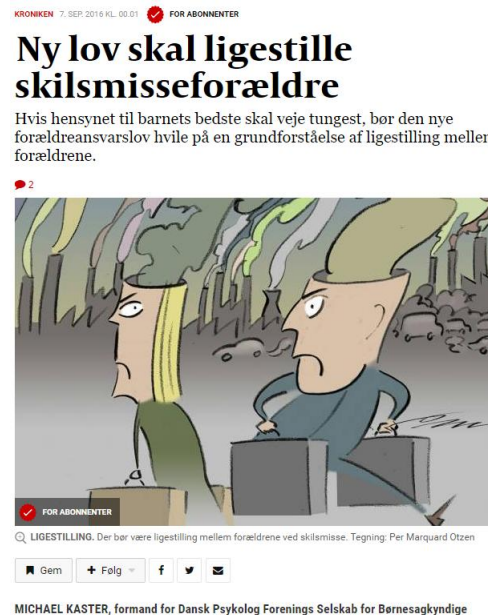 KRONIKEN 7. SEP. 2016 KL. 00.01 FOR ABONNENTER
Ny lov skal ligestille
skilsmisseforældre
Hvis hensynet til barnets bedste skal veje tungest, bør den nye
forældreansvarslov hvile på en grundforståelse af ligestilling meller
forældrene.
2
FOR ABONNENTER
LIGESTILLING. Der bør være ligestilling mellem forældrene ved skilsmisse. Tegning: Per Marquard Otzen
Gem + Følg f
MICHAEL KASTER, formand for Dansk Psykolog Forenings Selskab for Børnesagkyndige